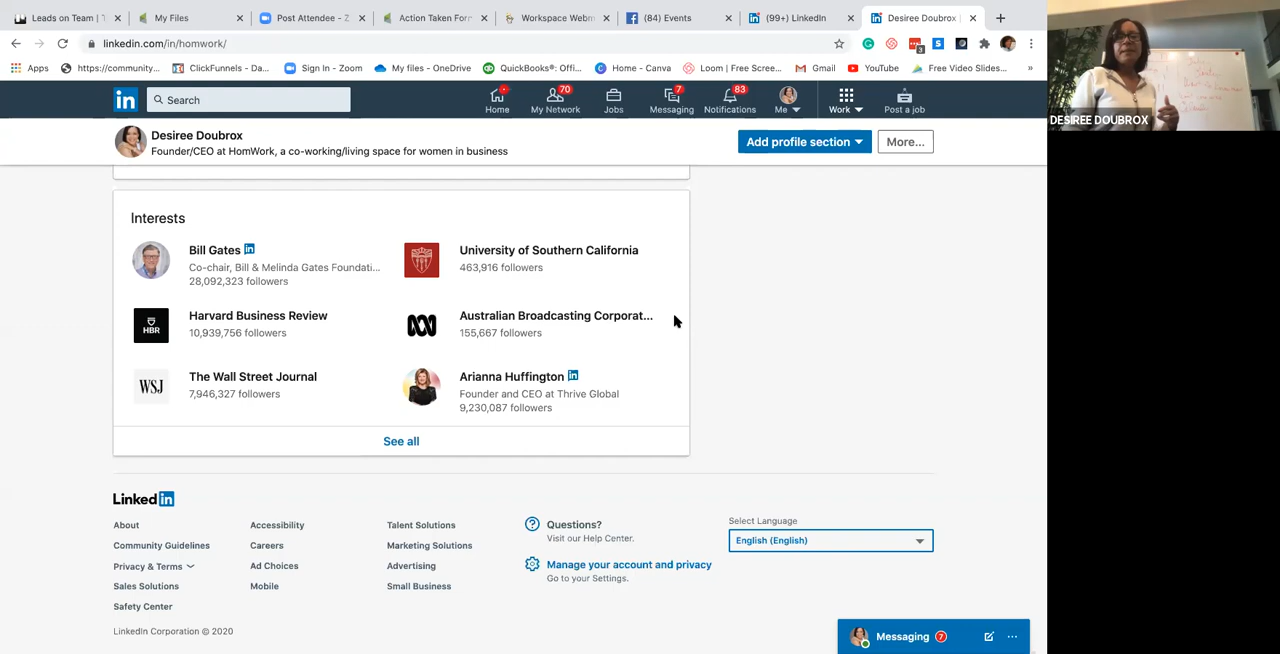 Leads on Team | T
My Files
Post Attendee - Z
Action Taken Form
Workspace Webm
(84) Events
(99+) LinkedIn
Desiree Doubrox |
linkedin.com/in/homwork/
Apps
https://community...
ClickFunnels - Da...
Sign In - Zoom
My files - OneDrive
QuickBooks®: Offi...
Home - Canva
Loom | Free Scree...
Gmail
YouTube
Free Video Slides...
»
in
Search
Home
70
My Network
Jobs
7
Messaging
83
Notifications
Me
Work
Post a job
DESIREE DOUBROX
Desiree Doubrox
Founder/CEO at HomWork, a co-working/living space for women in business
Add profile section
More...
Interests
Bill Gates in
Co-chair, Bill & Melinda Gates Foundati...
28,092,323 followers
University of Southern California
463,916 followers
HBR
Harvard Business Review
10,939,756 followers
Australian Broadcasting Corporat...
155,667 followers
WSJ
The Wall Street Journal
7,946,327 followers
Arianna Huffington in
Founder and CEO at Thrive Global
9,230,087 followers
See all
LinkedIn
About
Accessibility
Talent Solutions
Community Guidelines
Careers
Marketing Solutions
Privacy & Terms
Ad Choices
Advertising
Sales Solutions
Mobile
Small Business
Safety Center
Questions?
Visit our Help Center.
Manage your account and privacy
Go to your Settings.
Select Language
English (English)
LinkedIn Corporation © 2020
Messaging 7
...